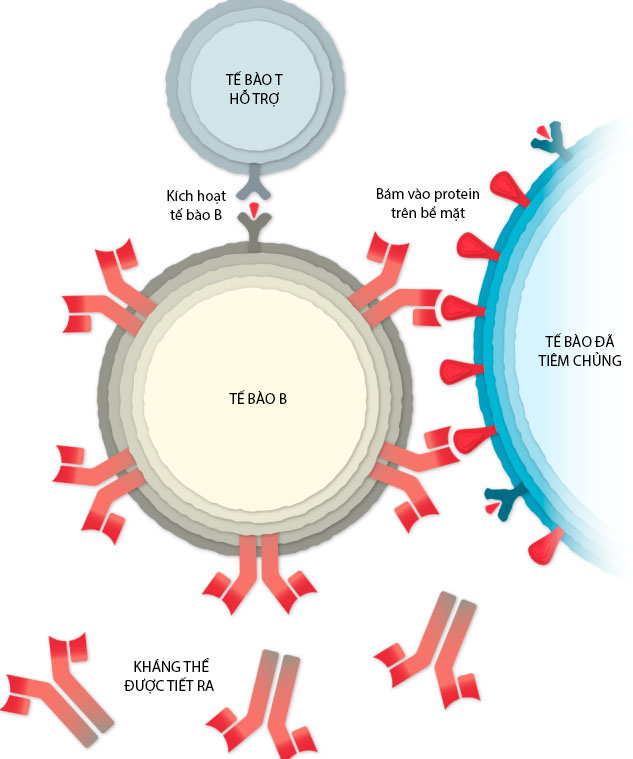 TẾ BÀO T
HỖ TRỢ
Kích hoạt
tế bào B
Bám vào protein
trên bề mặt
TẾ BÀO ĐÃ
TIÊM CHỦNG
TẾ BÀO B
KHÁNG THỂ
ĐƯỢC TIẾT RA